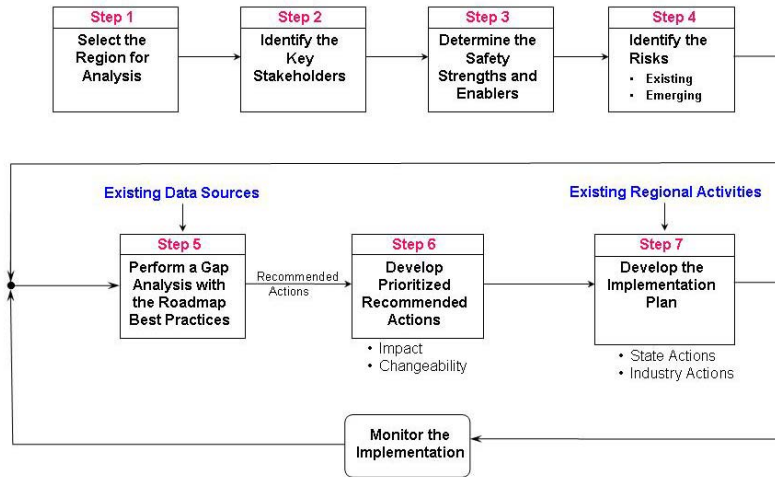 Step 1
Select the
Region for
Analysis
Step 2
Identify the
Key
Stakeholders
Step 3
Determine the
Safety
Strengths and
Enablers
Step 4
Identify the
Risks
• Existing
• Emerging
Existing Data Sources
Existing Regional Activities
Step 5
Perform a Gap
Analysis with
the Roadmap
Best Practices
Recommended
Actions
Step 6
Develop
Prioritized
Recommended
Actions
• Impact
• Changeability
Step 7
Develop the
Implementation
Plan
• State Actions
• Industry Actions
Monitor the
Implementation